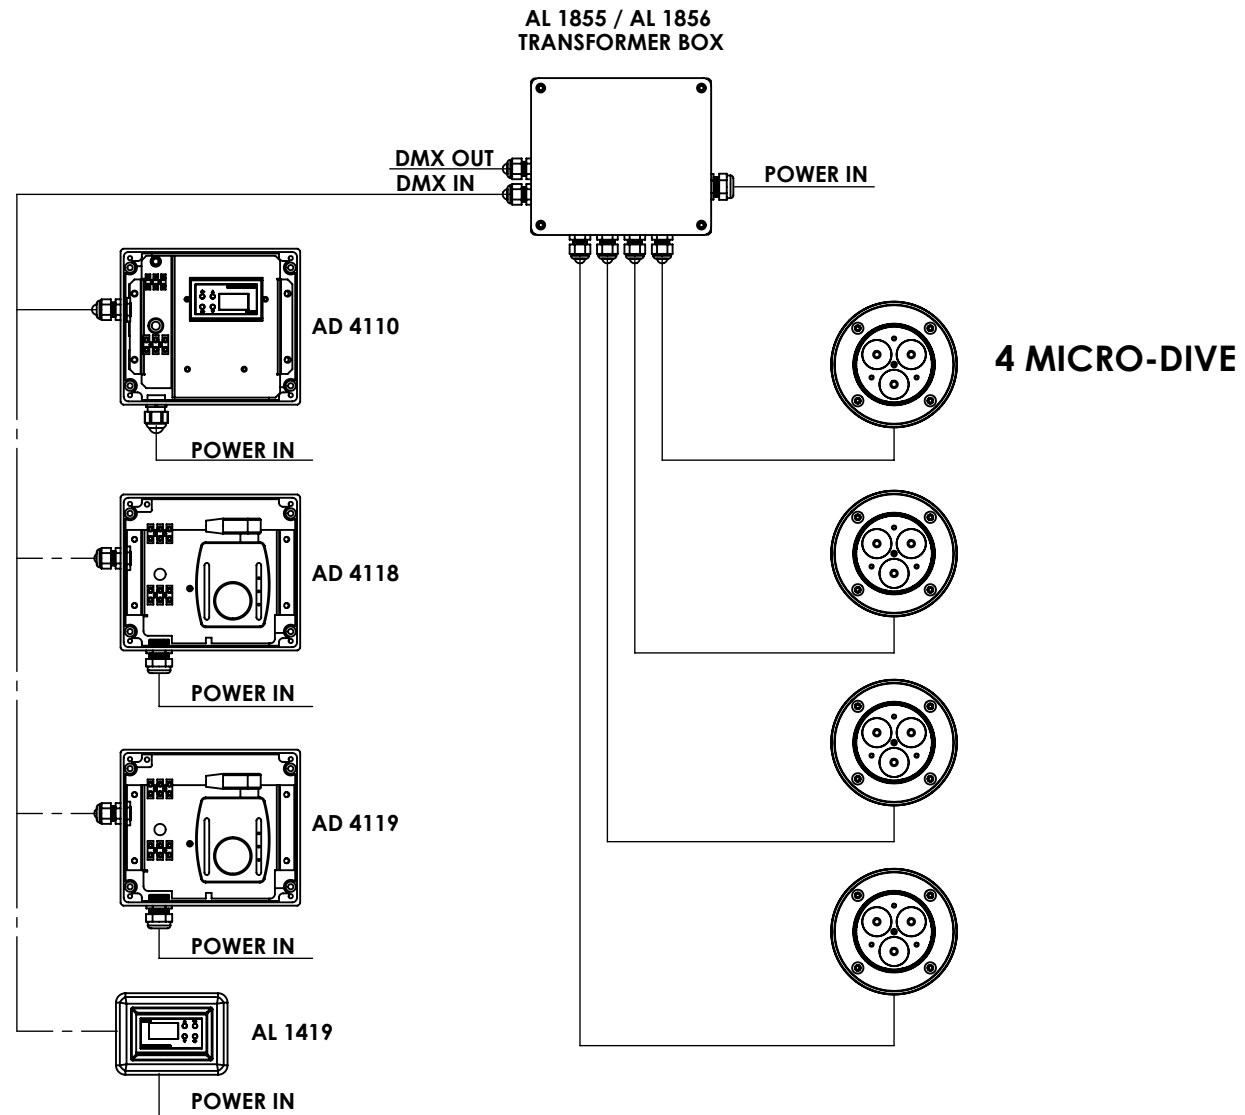 AL 1855 / AL 1856
TRANSFORMER BOX
DMX OUT
DMX IN
POWER IN
AD 4110
4 MICRO-DIVE
POWER IN
AD 4118
POWER IN
AD 4119
POWER IN
AL 1419
POWER IN